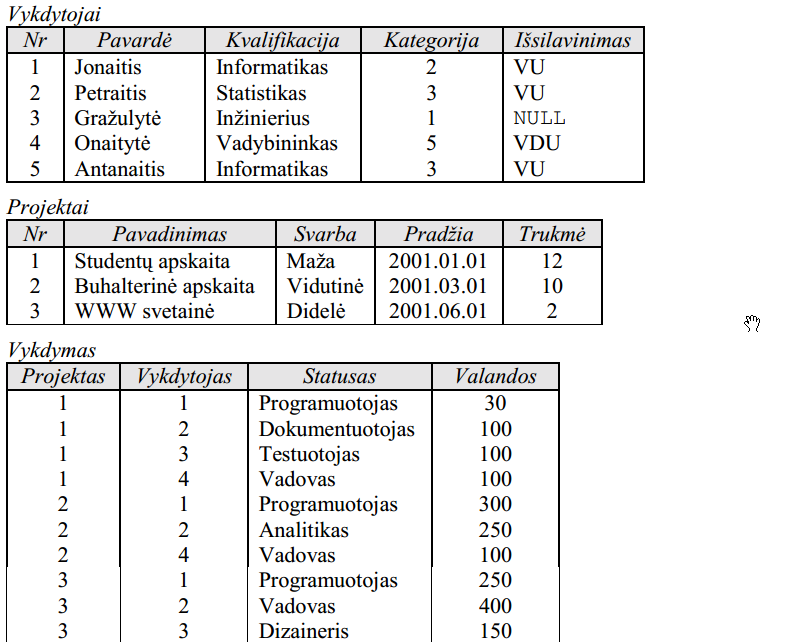 Vykdytojai
Nr Pavardė Kvalifikacija Kategorija Išsilavinimas
1 Jonaitis Informatikas 2 VU
2 Petraitis Statistikas 3 VU
3 Gražulytė Inžinierius 1 NULL
4 Onaitytė Vadybininkas 5 VDU
5 Antanaitis Informatikas 3 VU
Projektai
Nr Pavadinimas Svarba Pradžia Trukmė
1 Studentų apskaita Maža 2001.01.01 12
2 Buhalterinė apskaita Vidutinė 2001.03.01 10
3 WWW svetainė Didelė 2001.06.01 2
Vykdymas
Projektas Vykdytojas Statusas Valandos
1 1 Programuotojas 30
1 2 Dokumentuotojas 100
1 3 Testuotojas 100
1 4 Vadovas 100
2 1 Programuotojas 300
2 2 Analitikas 250
2 4 Vadovas 100
3 1 Programuotojas 250
3 2 Vadovas 400
3 3 Dizaineris 150